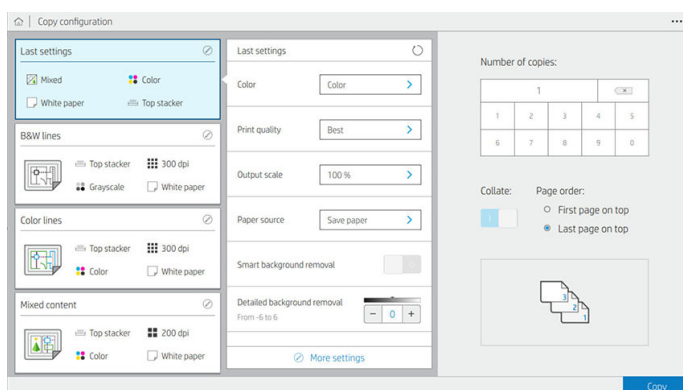 Copy configuration
Last settings
Mixed
Color
White paper
Top stacker
B&W lines
Top stacker
300 dpi
Grayscale
White paper
Color lines
Top stacker
300 dpi
Color
White paper
Mixed content
Top stacker
200 dpi
Color
White paper
Last settings
Color
Color
Print quality
Best
Output scale
100 %
Paper source
Save paper
Smart background
removal
Detailed background removal
From -6 to 6
− 0 +
More settings
Number of copies:
1
1 2 3 4 5
6 7 8 9 0
Collate:
Page order:
First page on top
Last page on top
3
2
1
Copy